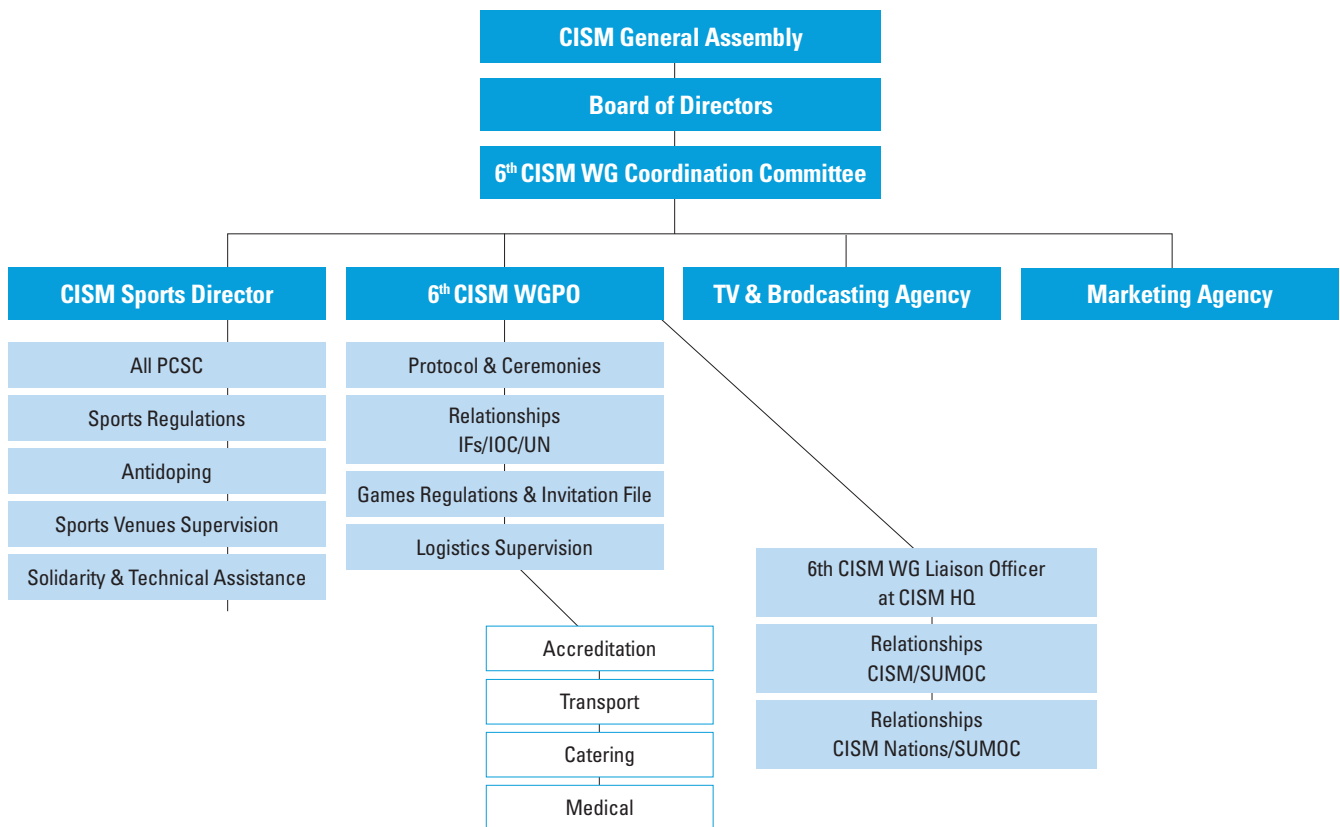 CISM General Assembly
Board of Directors
6th CISM WG Coordination Committee
CISM Sports Director
6th CISM WGPO
TV & Brodcasting Agency
Marketing Agency
All PCSC
Sports Regulations
Antidoping
Sports Venues Supervision
Solidarity & Technical Assistance
Protocol & Ceremonies
Relationships
IFs/IOC/UN
Games Regulations & Invitation File
Logistics Supervision
Accreditation
Transport
Catering
Medical
6th CISM WG Liaison Officer
at CISM HQ
Relationships
CISM/SUMOC
Relationships
CISM Nations/SUMOC